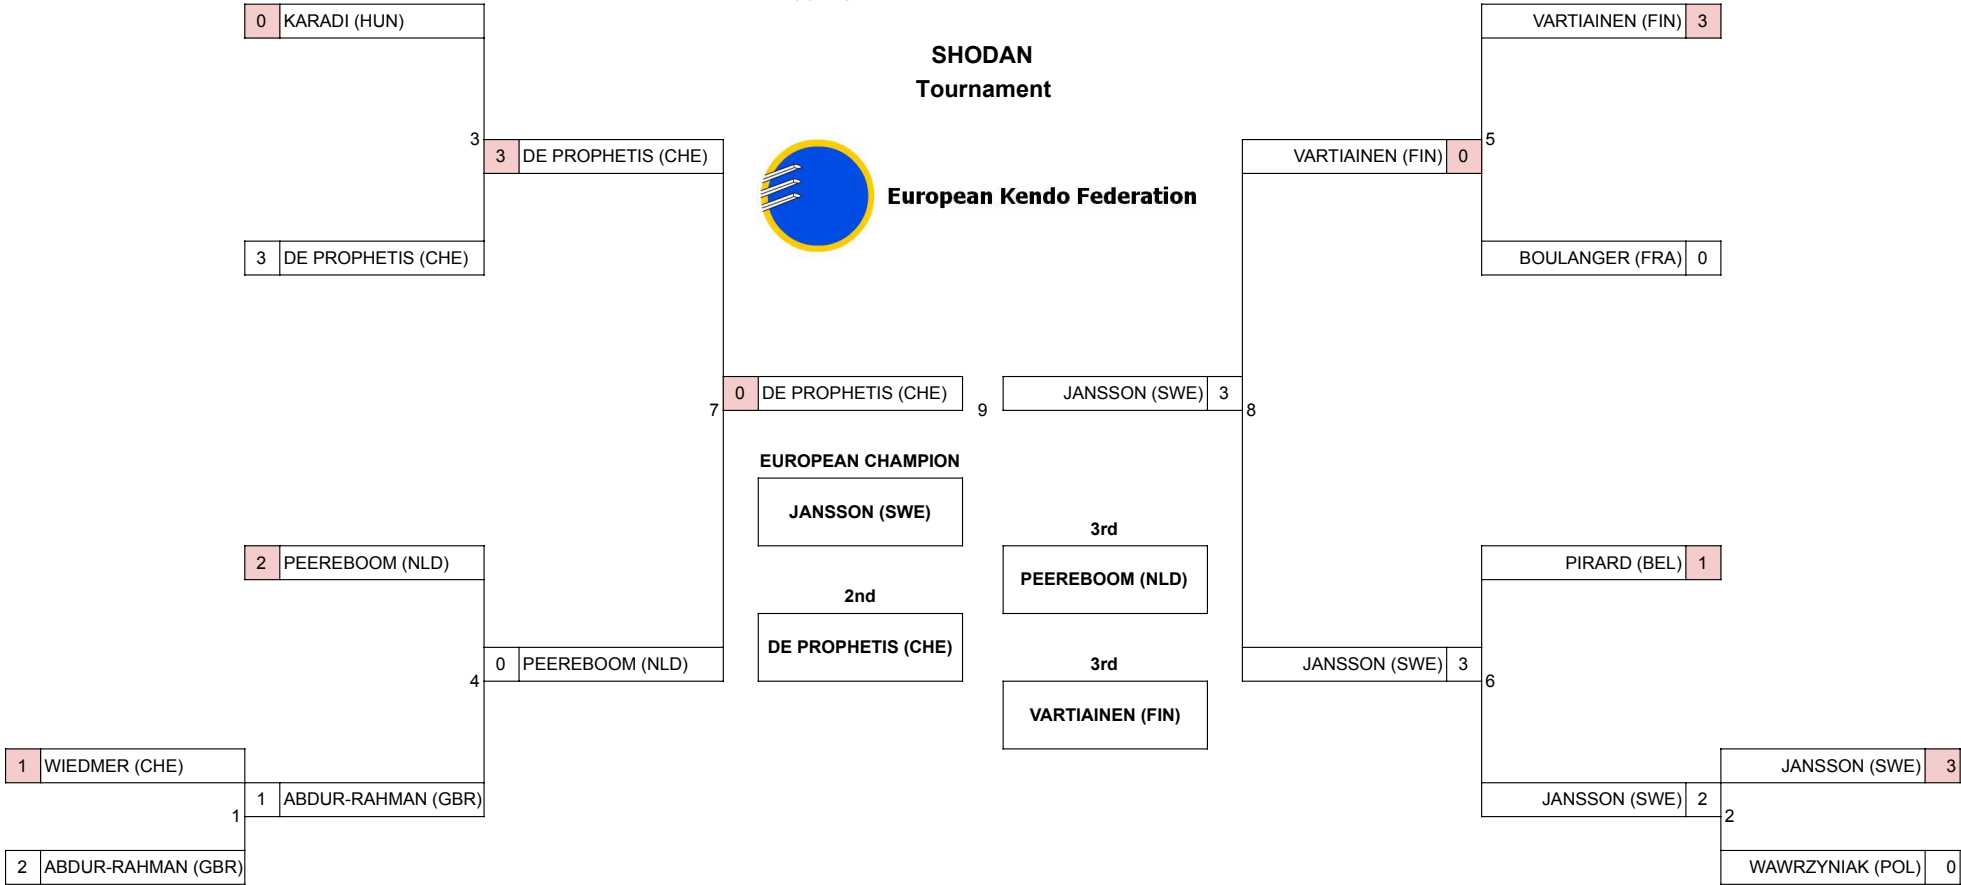 0 KARADI (HUN)
VARTIAINEN (FIN) 3
SHODAN
Tournament
3
3 DE PROPHETIS (CHE)
VARTIAINEN (FIN) 0
5
European Kendo Federation
3 DE PROPHETIS (CHE)
BOULANGER (FRA) 0
7
0 DE PROPHETIS (CHE)
9
JANSSON (SWE) 3
8
EUROPEAN CHAMPION
JANSSON (SWE)
3rd
2 PEEREBOOM (NLD)
PEEREBOOM (NLD)
PIRARD (BEL) 1
2nd
DE PROPHETIS (CHE)
3rd
4
0 PEEREBOOM (NLD)
JANSSON (SWE) 3
6
VARTIAINEN (FIN)
1 WIEDMER (CHE)
JANSSON (SWE) 3
1 ABDUR-RAHMAN (GBR)
JANSSON (SWE) 2
1
2
2 ABDUR-RAHMAN (GBR)
WAWRZYNIAK (POL) 0